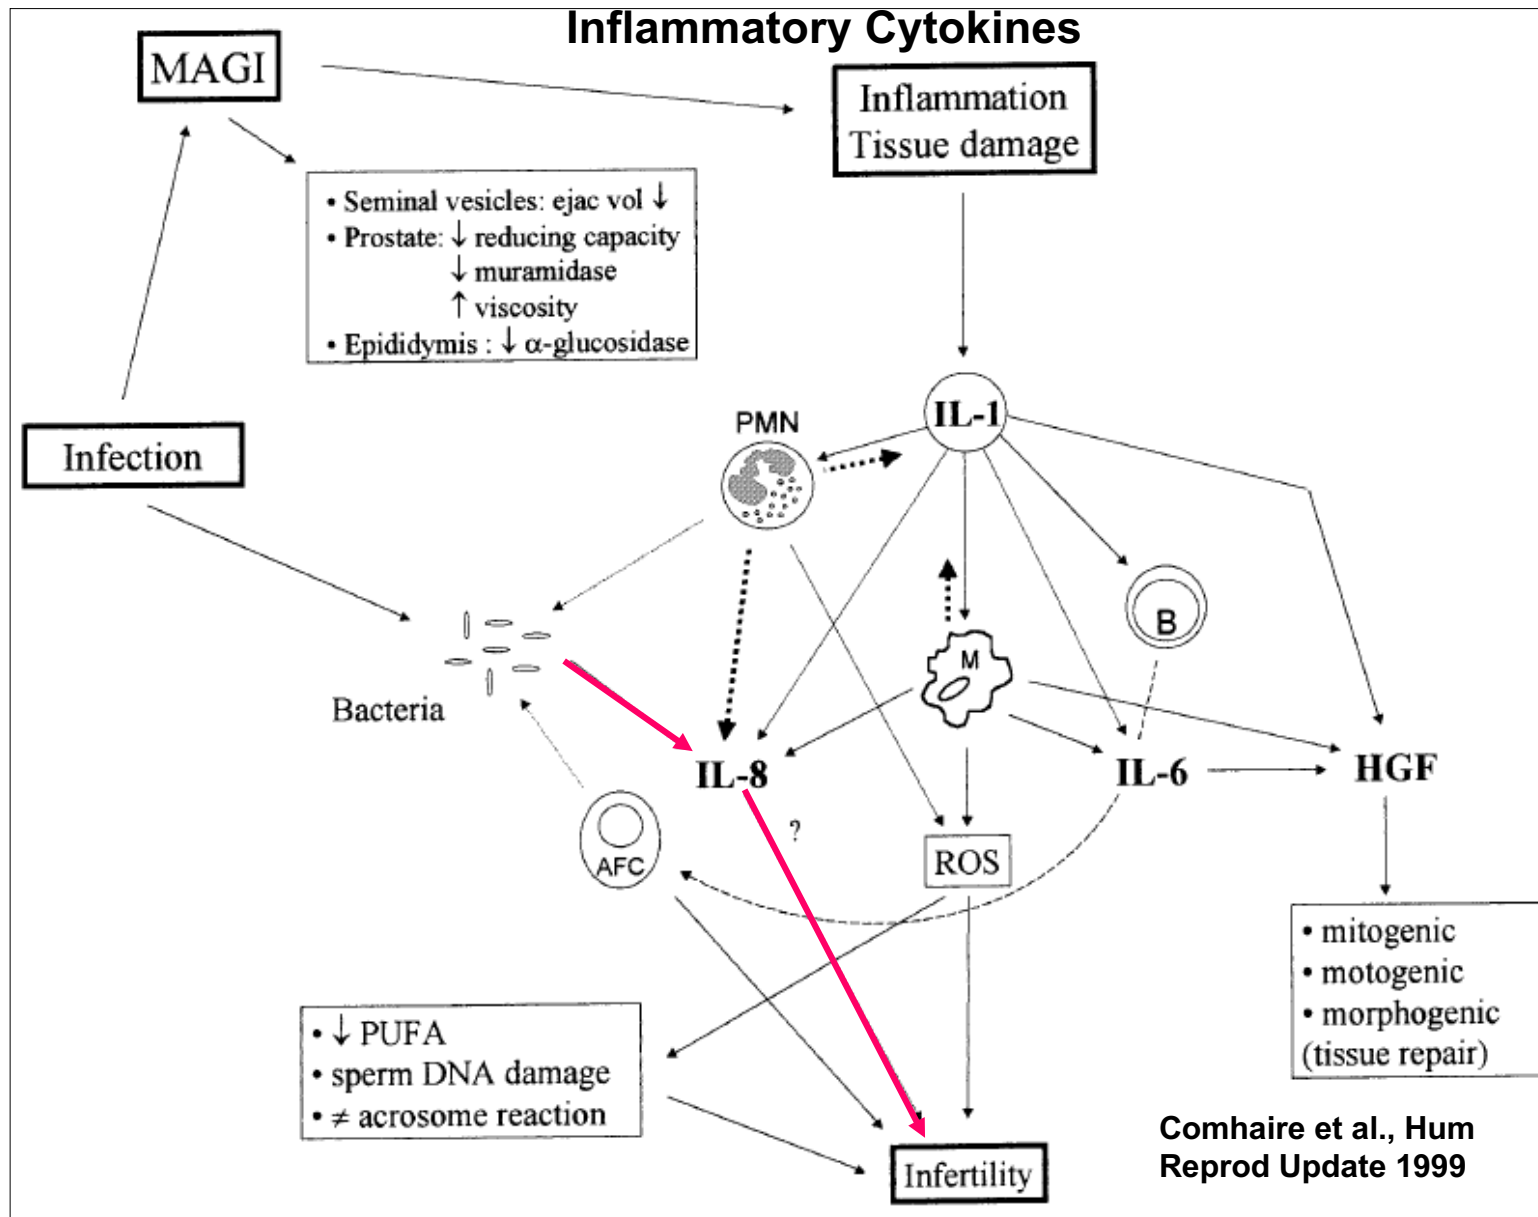 Inflammatory Cytokines
MAGI
Inflammation
Tissue damage
• Seminal vesicles: ejac vol ↓
• Prostate: ↓ reducing capacity
↓ muramidase
↑ viscosity
• Epididymis : ↓ α-glucosidase
IL-1
PMN
Infection
B
M
Bacteria
IL-8
IL-6
HGF
?
AFC
ROS
• mitogenic
• motogenic
• morphogenic
(tissue repair)
• ↓ PUFA
• sperm DNA damage
• ≠ acrosome reaction
Infertility
Comhaire et al., Hum
Reprod Update 1999